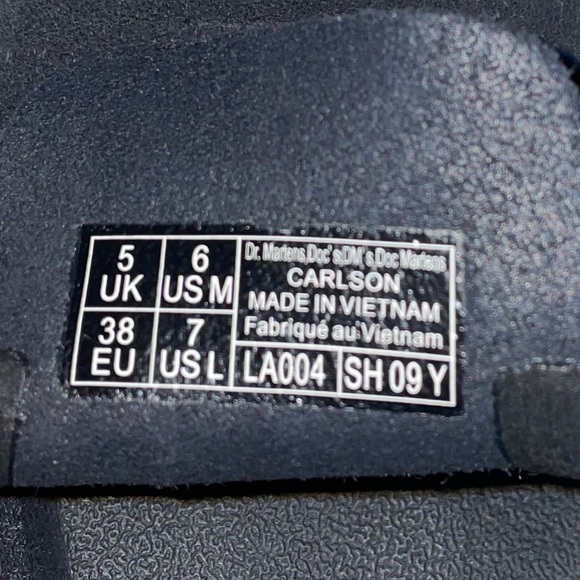 5 UK
6 US M
38 EU
7 US L
Dr. Martens,Doc's,DM's,Doc Martens
CARLSON
MADE IN VIETNAM
Fabriqué au Vietnam
LA004
SH 09 Y